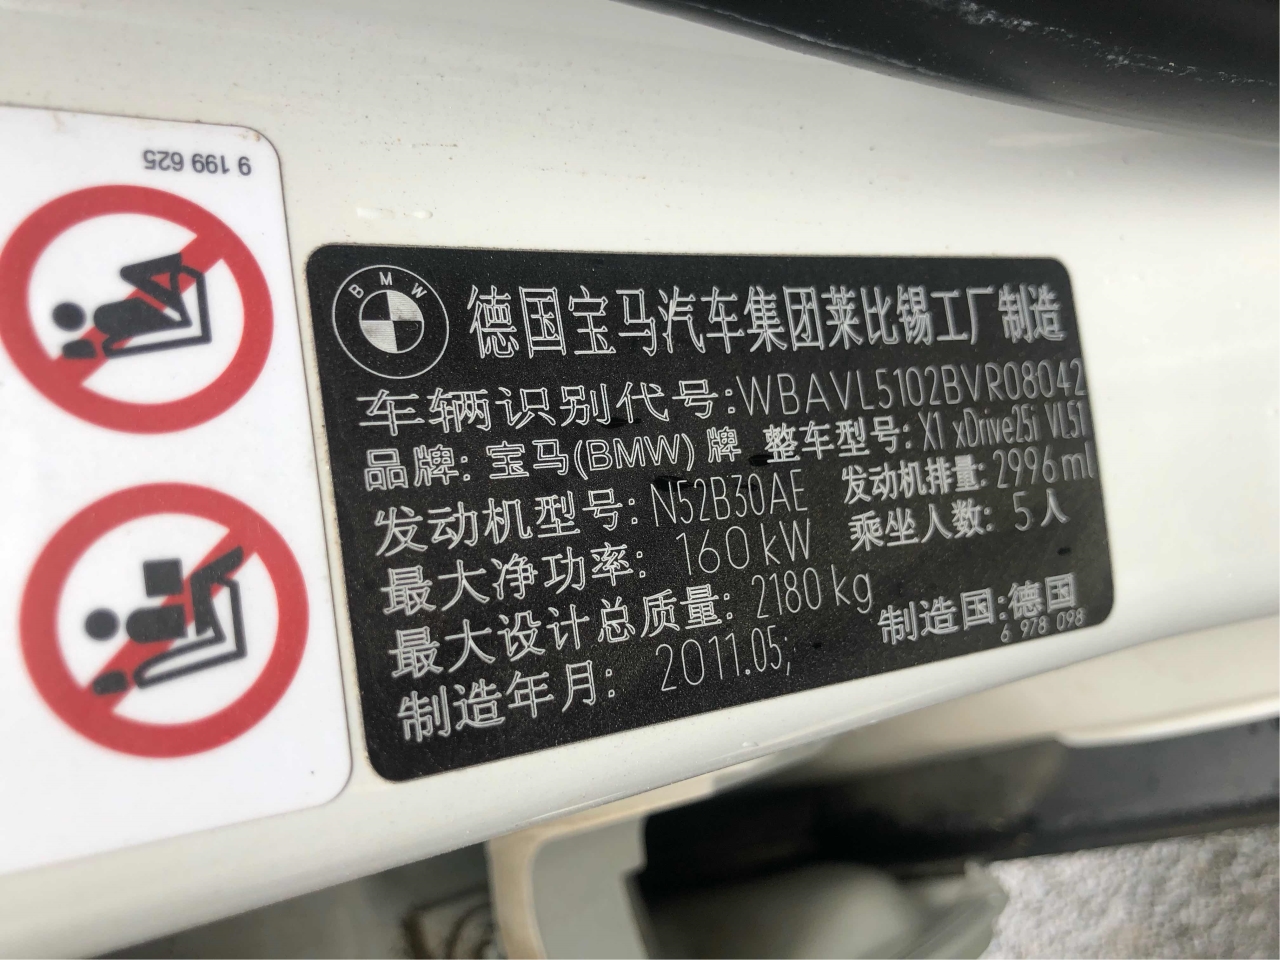 9 199 625
BMW
德国宝马汽车集团莱比锡工厂制造
车辆识别代号:WBAVL5102BVR08042
品牌: 宝马(BMW) 牌 整车型号: X1 xDrive25i VL51
发动机型号: N52B30AE 发动机排量: 2996ml
最大净功率: 160 kW 乘坐人数: 5 人
最大设计总质量: 2180 kg
制造年月: 2011.05; 制造国:德国
6 978 098